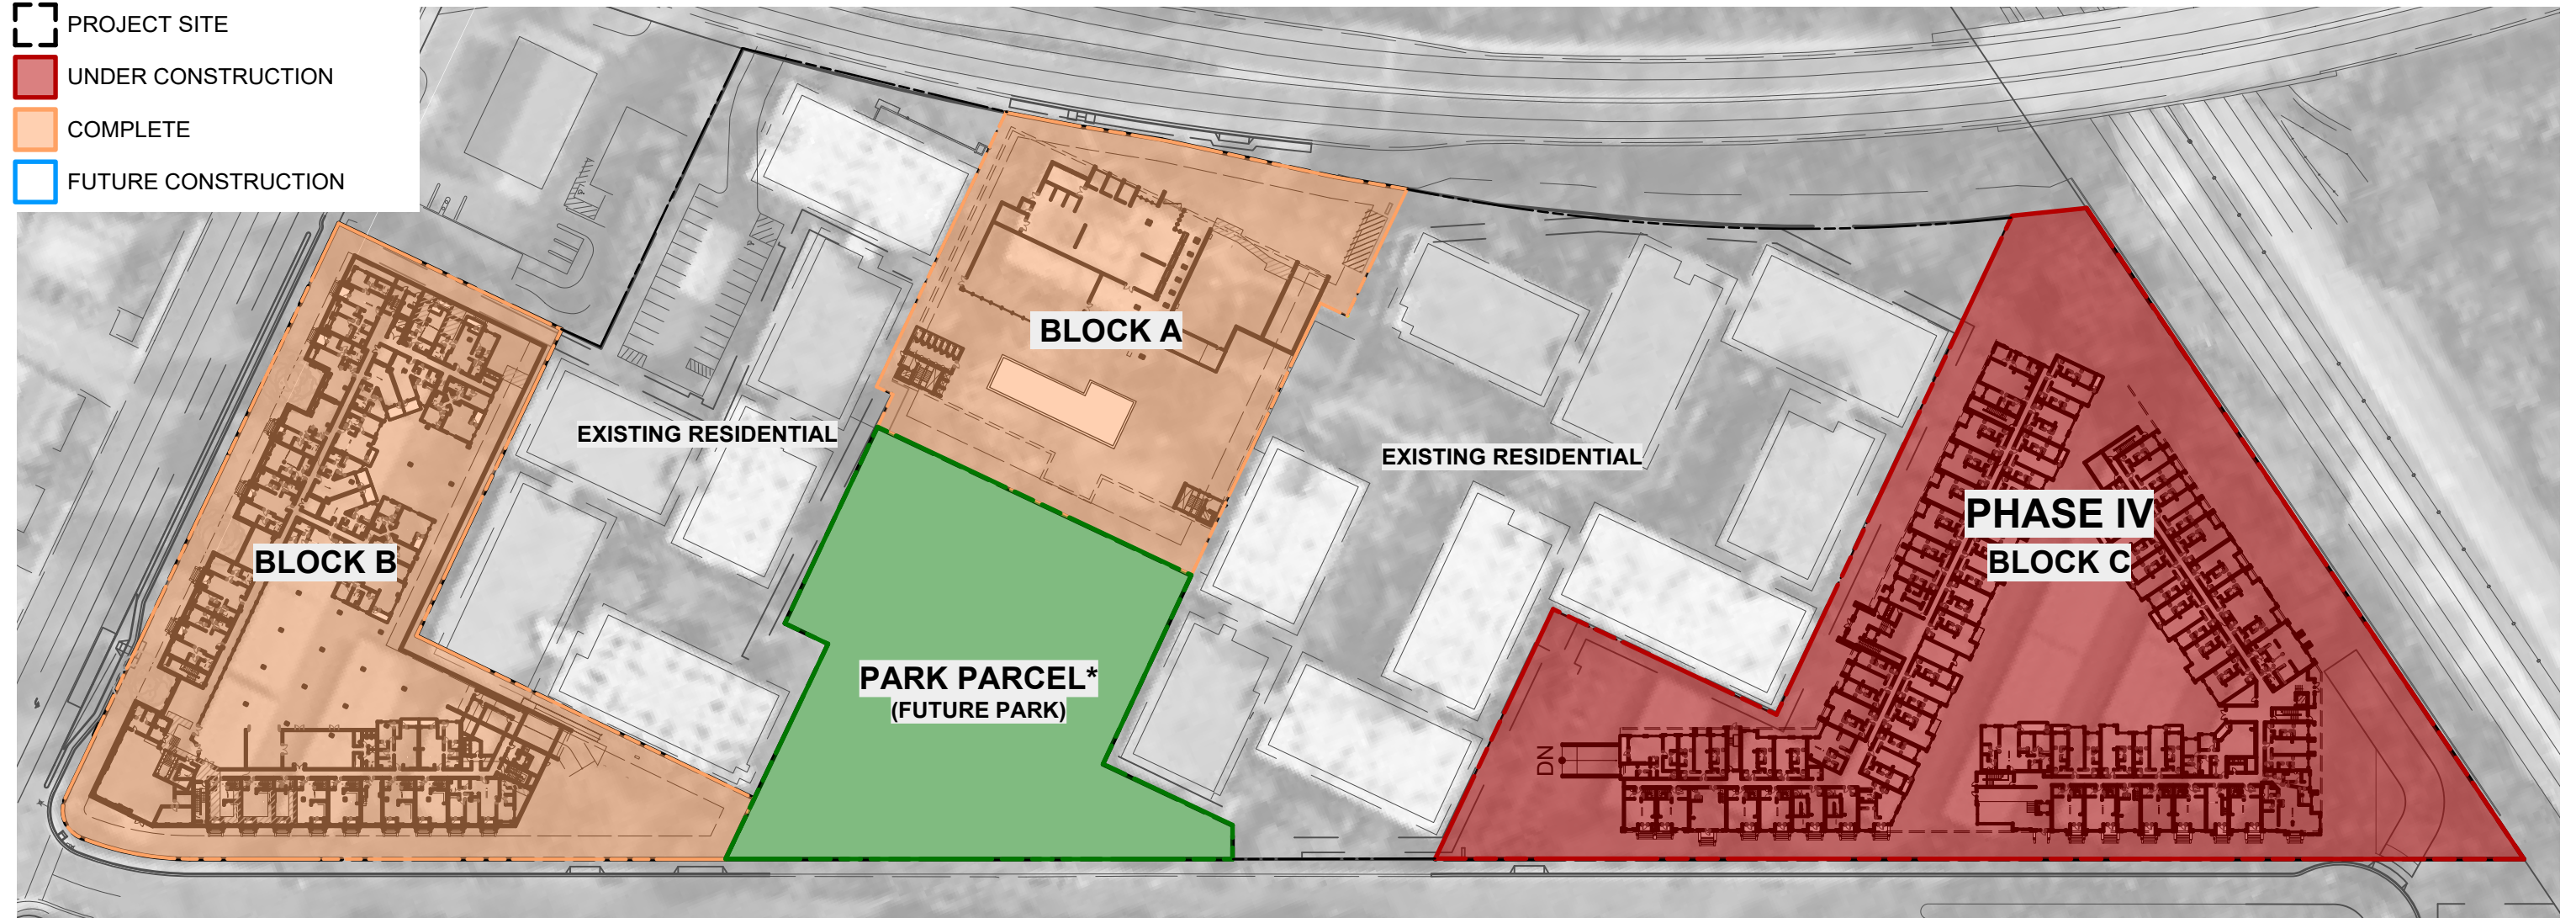 PROJECT SITE
UNDER CONSTRUCTION
COMPLETE
FUTURE CONSTRUCTION
BLOCK A
EXISTING RESIDENTIAL
EXISTING RESIDENTIAL
PHASE IV
BLOCK C
BLOCK B
PARK PARCEL*
(FUTURE PARK)
DN